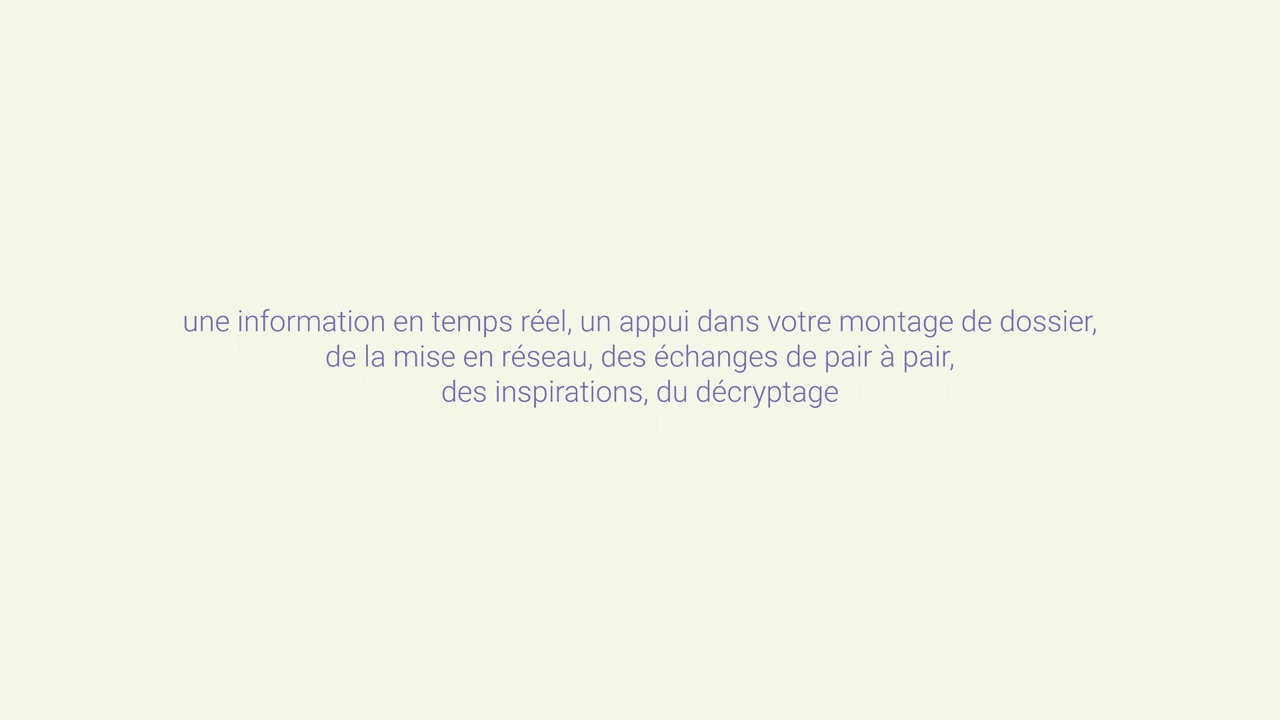 une information en temps réel, un appui dans votre montage de dossier,
de la mise en réseau, des échanges de pair à pair,
des inspirations, du décryptage